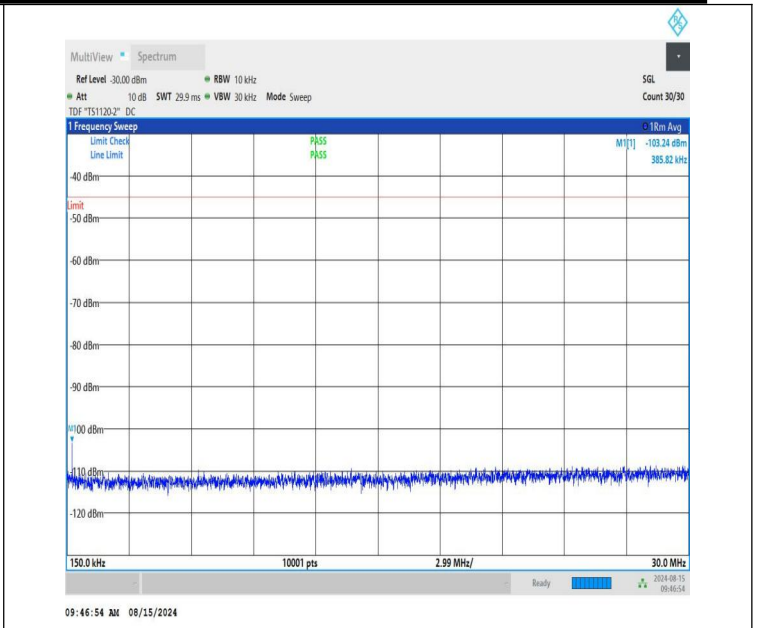 MultiView Spectrum
Ref Level -30.00 dBm RBW 10 kHz SGL
Att 10 dB SWT 29.9 ms VBW 30 kHz Mode Sweep Count 30/30
TDF "TS1120-2" DC
1 Frequency Sweep 1Rm Avg
Limit Check PASS M1[1] -103.24 dBm
Line Limit PASS 385.82 kHz
-40 dBm
Limit
-50 dBm
-60 dBm
-70 dBm
-80 dBm
-90 dBm
M1
-100 dBm
-110 dBm
-120 dBm
150.0 kHz 10001 pts 2.99 MHz/ 30.0 MHz
Ready 2024-08-15
09:46:54
09:46:54 AM 08/15/2024